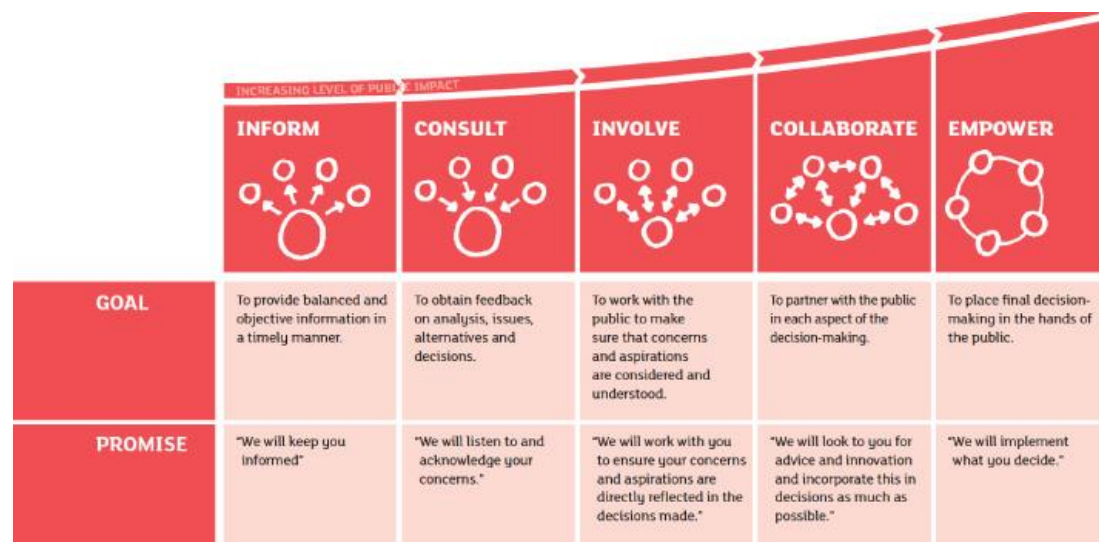 INCREASING LEVEL OF PUBLIC IMPACT
INFORM
CONSULT
INVOLVE
COLLABORATE
EMPOWER
GOAL
To provide balanced and
objective information in
a timely manner.
To obtain feedback
on analysis, issues,
alternatives and
decisions.
To work with the
public to make
sure that concerns
and aspirations
are considered and
understood.
To partner with the public
in each aspect of the
decision-making.
To place final decision-
making in the hands of
the public.
PROMISE
“We will keep you
informed”
“We will listen to and
acknowledge your
concerns.”
“We will work with you
to ensure your concerns
and aspirations are
directly reflected in the
decisions made.”
“We will look to you for
advice and innovation
and incorporate this in
decisions as much as
possible.”
“We will implement
what you decide.”